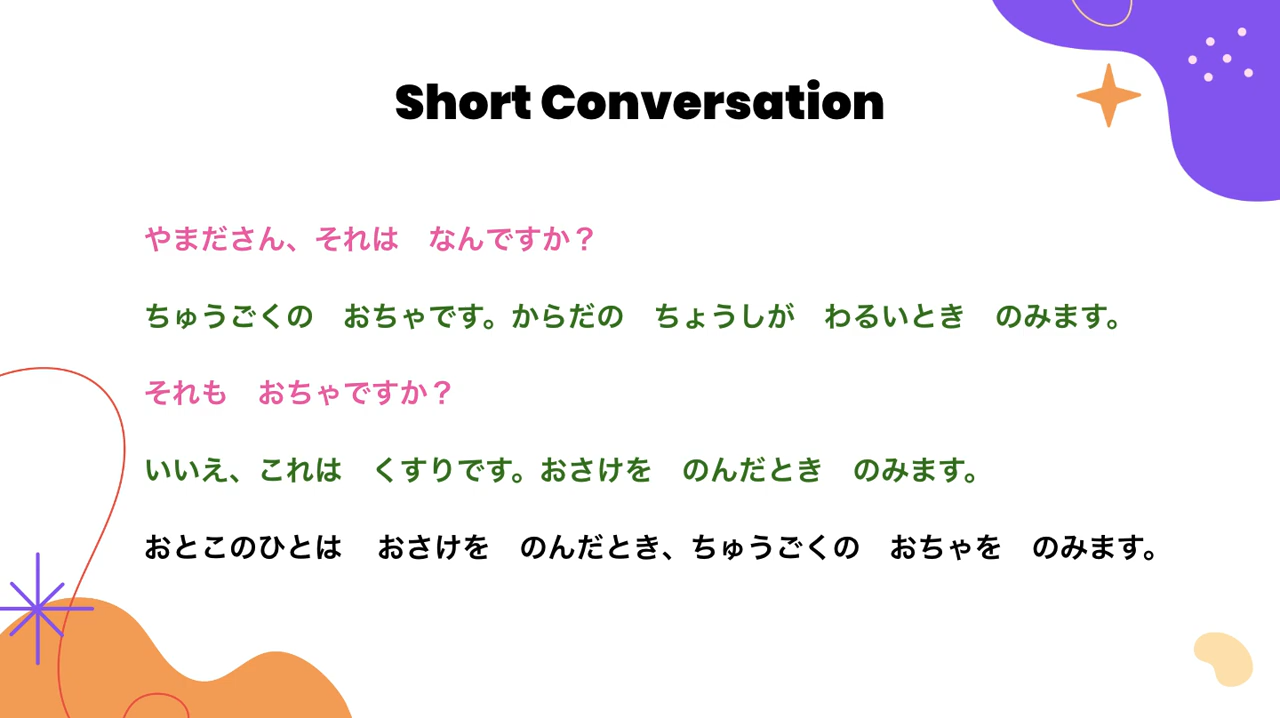 Short Conversation
やまださん、それは　なんですか？
ちゅうごくの　おちゃです。からだの　ちょうしが　わるいとき　のみます。
それも　おちゃですか？
いいえ、これは　くすりです。おさけを　のんだとき　のみます。
おとこのひとは　おさけを　のんだとき、ちゅうごくの　おちゃを　のみます。